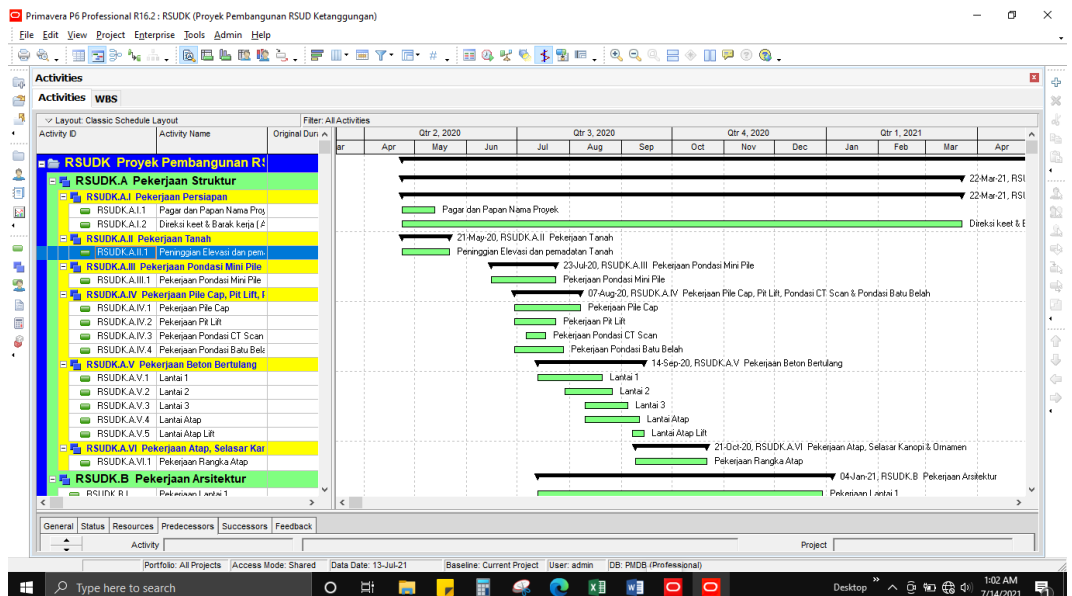 Primavera P6 Professional R16.2 : RSUDK (Proyek Pembangunan RSUD Ketanggungan)
File Edit View Project Enterprise Tools Admin Help
Activities
Activities WBS
Layout: Classic Schedule Layout Filter: All Activities
Activity ID Activity Name Original Duri Qtr 2, 2020 Qtr 3, 2020 Qtr 4, 2020 Qtr 1, 2021
ar Apr May Jun Jul Aug Sep Oct Nov Dec Jan Feb Mar Apr
RSUDK Proyek Pembangunan RS
RSUDK.A Pekerjaan Struktur 22-Mar-21, RSU
RSUDK.A.I Pekerjaan Persiapan 22-Mar-21, RSU
RSUDK.A.I.1 Pagar dan Papan Nama Proy Pagar dan Papan Nama Proyek
RSUDK.A.I.2 Direksi keet & Barak kerja ( A Direksi keet & B
RSUDK.A.II Pekerjaan Tanah 21-May-20, RSUDK.A.II Pekerjaan Tanah
RSUDK.A.II.1 Peninggian Elevasi dan pem Peninggian Elevasi dan pemadatan Tanah
RSUDK.A.III Pekerjaan Pondasi Mini Pile 23-Jul-20, RSUDK.A.III Pekerjaan Pondasi Mini Pile
RSUDK.A.III.1 Pekerjaan Pondasi Mini Pile Pekerjaan Pondasi Mini Pile
RSUDK.A.IV Pekerjaan Pile Cap, Pit Lift, F 07-Aug-20, RSUDK.A.IV Pekerjaan Pile Cap, Pit Lift, Pondasi CT Scan & Pondasi Batu Belah
RSUDK.A.IV.1 Pekerjaan Pile Cap Pekerjaan Pile Cap
RSUDK.A.IV.2 Pekerjaan Pit Lift Pekerjaan Pit Lift
RSUDK.A.IV.3 Pekerjaan Pondasi CT Scan Pekerjaan Pondasi CT Scan
RSUDK.A.IV.4 Pekerjaan Pondasi Batu Bela Pekerjaan Pondasi Batu Belah
RSUDK.A.V Pekerjaan Beton Bertulang 14-Sep-20, RSUDK.A.V Pekerjaan Beton Bertulang
RSUDK.A.V.1 Lantai 1 Lantai 1
RSUDK.A.V.2 Lantai 2 Lantai 2
RSUDK.A.V.3 Lantai 3 Lantai 3
RSUDK.A.V.4 Lantai Atap Lantai Atap
RSUDK.A.V.5 Lantai Atap Lift Lantai Atap Lift
RSUDK.A.VI Pekerjaan Atap, Selasar Kan 21-Oct-20, RSUDK.A.VI Pekerjaan Atap, Selasar Kanopi & Ornamen
RSUDK.A.VI.1 Pekerjaan Rangka Atap Pekerjaan Rangka Atap
RSUDK.B Pekerjaan Arsitektur 04-Jan-21, RSUDK.B Pekerjaan Arsitektur
RSUDK.B.I Pekerjaan Lantai 1 Pekerjaan Lantai 1
General Status Resources Predecessors Successors Feedback
Activity Project
Portfolio: All Projects Access Mode: Shared Data Date: 13-Jul-21 Baseline: Current Project User: admin DB: PMDB (Professional)
Type here to search Desktop 1:02 AM
7/14/2021